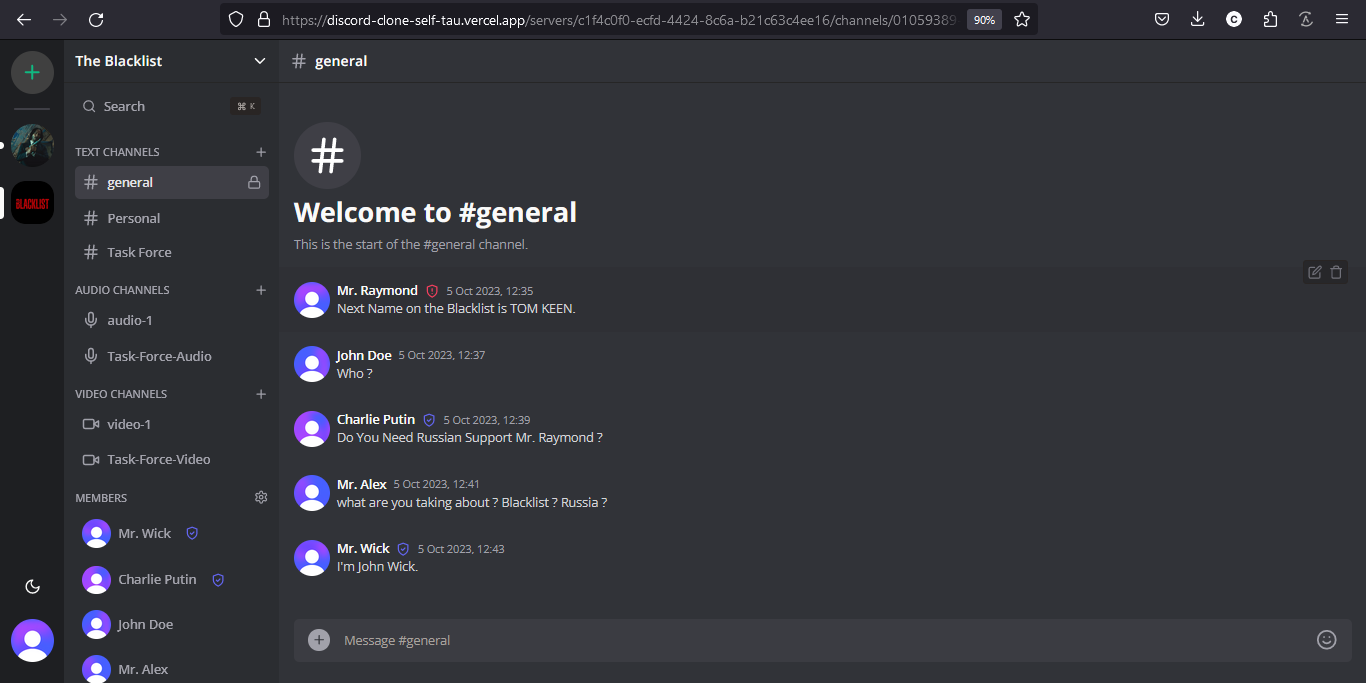 https://discord-clone-self-tau.vercel.app/servers/c1f4c0f0-ecfd-4424-8c6a-b21c63c4ee16/channels/01059389
90%
C
The Blacklist
# general
Search
⌘ K
TEXT CHANNELS
# general
# Personal
# Task Force
AUDIO CHANNELS
audio-1
Task-Force-Audio
VIDEO CHANNELS
video-1
Task-Force-Video
MEMBERS
Mr. Wick
Charlie Putin
John Doe
Mr. Alex
BLACKLIST
#
Welcome to #general
This is the start of the #general channel.
Mr. Raymond 5 Oct 2023, 12:35
Next Name on the Blacklist is TOM KEEN.
John Doe 5 Oct 2023, 12:37
Who ?
Charlie Putin 5 Oct 2023, 12:39
Do You Need Russian Support Mr. Raymond ?
Mr. Alex 5 Oct 2023, 12:41
what are you taking about ? Blacklist ? Russia ?
Mr. Wick 5 Oct 2023, 12:43
I'm John Wick.
Message #general